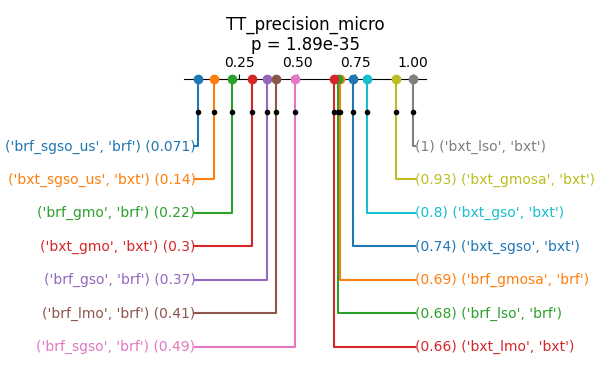 TT_precision_micro
p = 1.89e-35
0.25 0.50 0.75 1.00
('brf_sgso_us', 'brf') (0.071) (1) ('bxt_lso', 'bxt')
('bxt_sgso_us', 'bxt') (0.14) (0.93) ('bxt_gmosa', 'bxt')
('brf_gmo', 'brf') (0.22) (0.8) ('bxt_gso', 'bxt')
('bxt_gmo', 'bxt') (0.3) (0.74) ('bxt_sgso', 'bxt')
('brf_gso', 'brf') (0.37) (0.69) ('brf_gmosa', 'brf')
('brf_lmo', 'brf') (0.41) (0.68) ('brf_lso', 'brf')
('brf_sgso', 'brf') (0.49) (0.66) ('bxt_lmo', 'bxt')